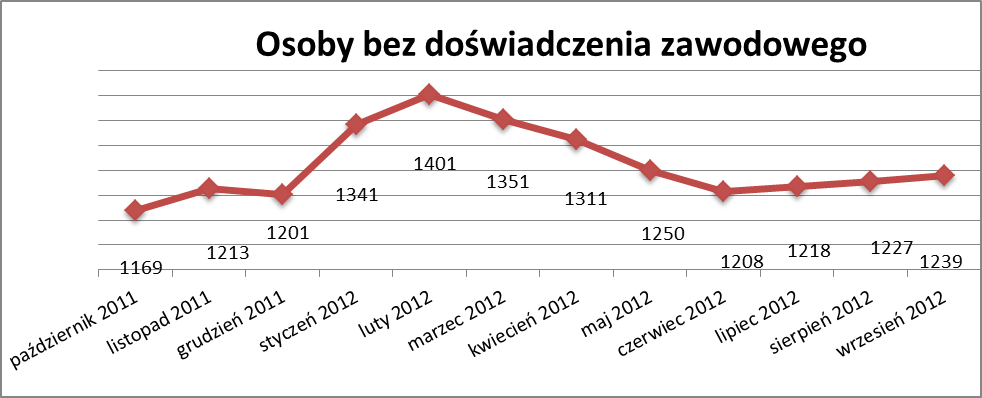 Osoby bez doświadczenia zawodowego
1169
1213
1201
1341
1401
1351
1311
1250
1208
1218
1227
1239
październik 2011
listopad 2011
grudzień 2011
styczeń 2012
luty 2012
marzec 2012
kwiecień 2012
maj 2012
czerwiec 2012
lipiec 2012
sierpień 2012
wrzesień 2012